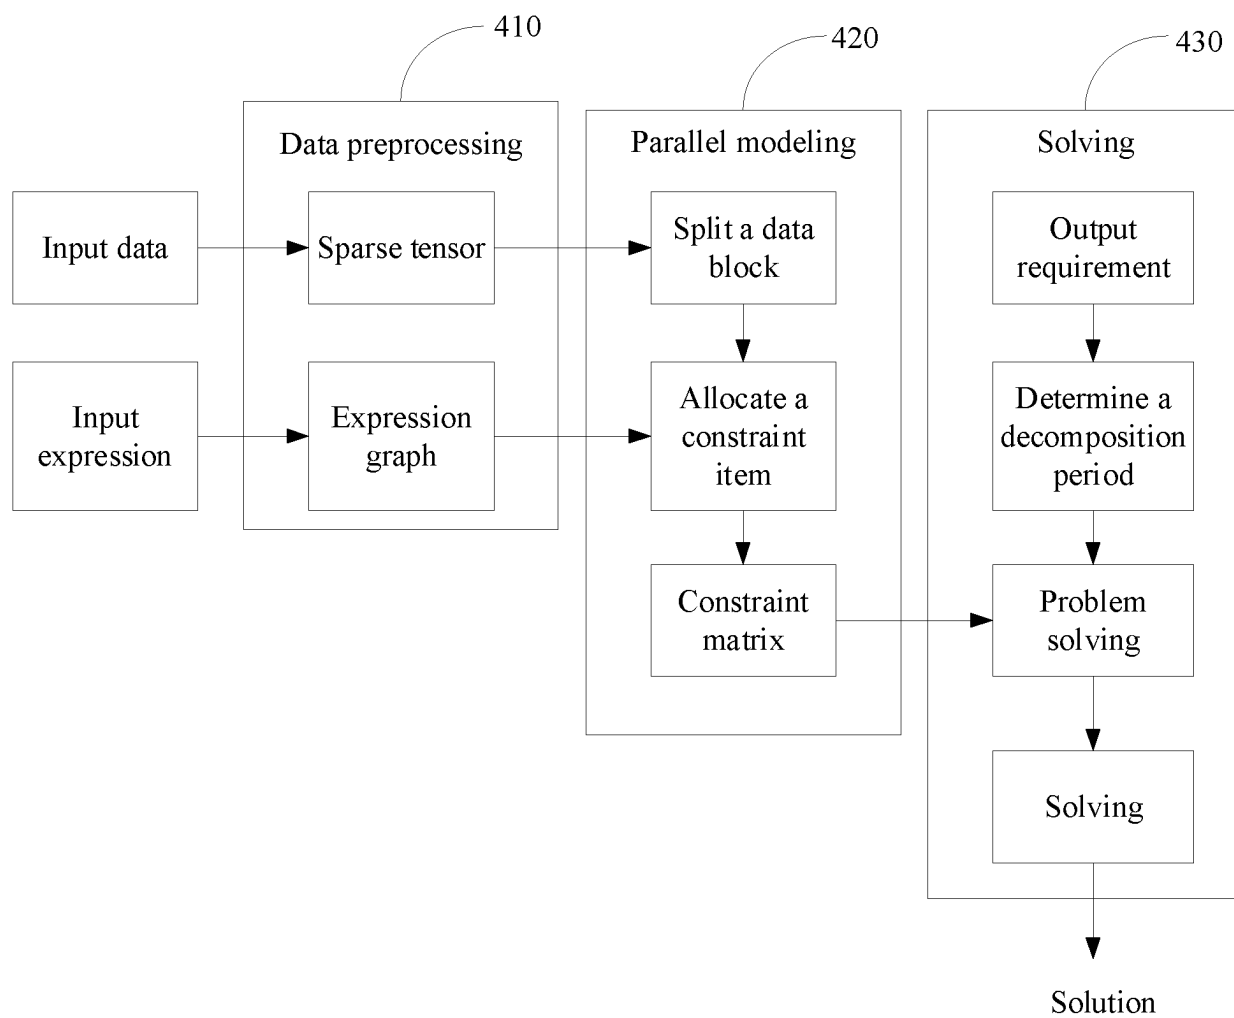 410
420
430
Data preprocessing
Parallel modeling
Solving
Input data
Sparse tensor
Split a data
block
Output
requirement
Input
expression
Expression
graph
Allocate a
constraint
item
Determine a
decomposition
period
Constraint
matrix
Problem
solving
Solving
Solution